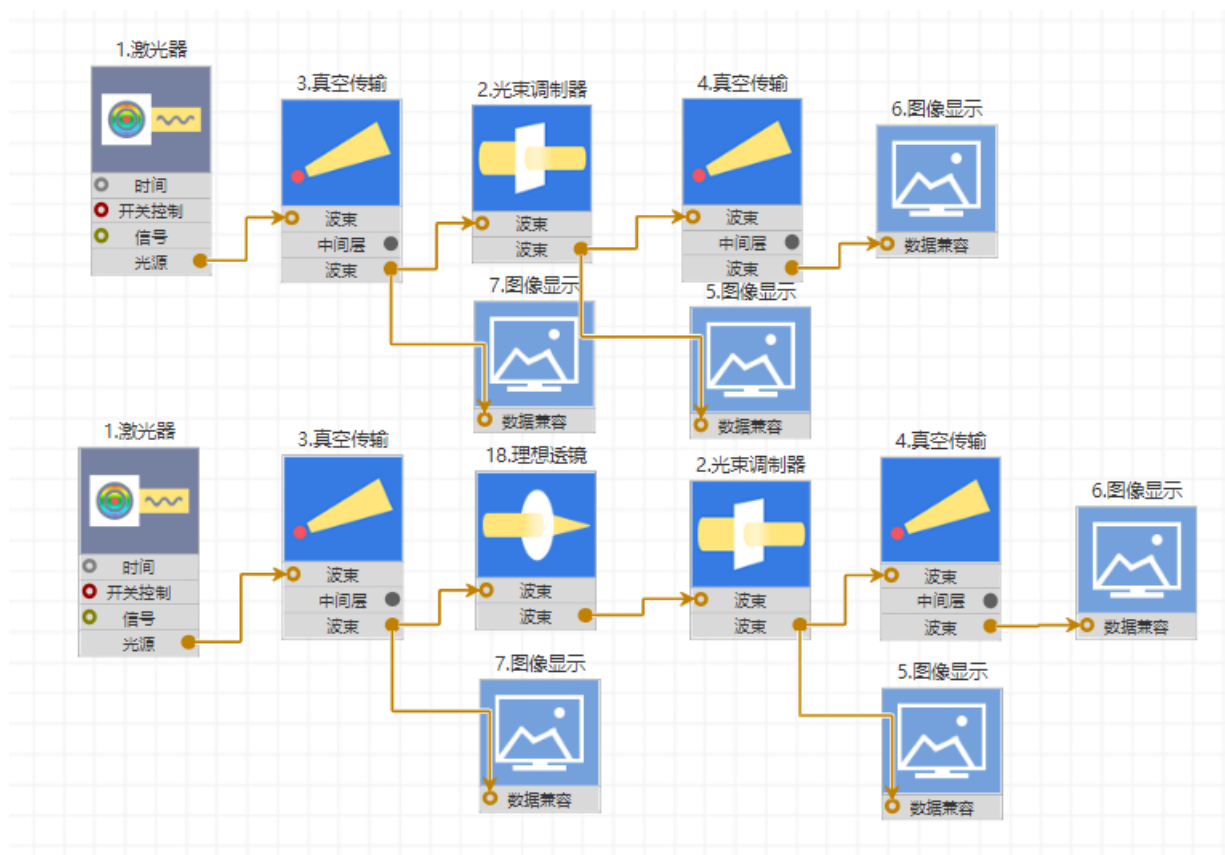 1.激光器
时间
开关控制
信号
光源
3.真空传输
波束
中间层
波束
2.光束调制器
波束
波束
4.真空传输
波束
中间层
波束
6.图像显示
数据兼容
7.图像显示
数据兼容
5.图像显示
数据兼容
1.激光器
时间
开关控制
信号
光源
3.真空传输
波束
中间层
波束
18.理想透镜
波束
波束
2.光束调制器
波束
波束
4.真空传输
波束
中间层
波束
6.图像显示
数据兼容
7.图像显示
数据兼容
5.图像显示
数据兼容